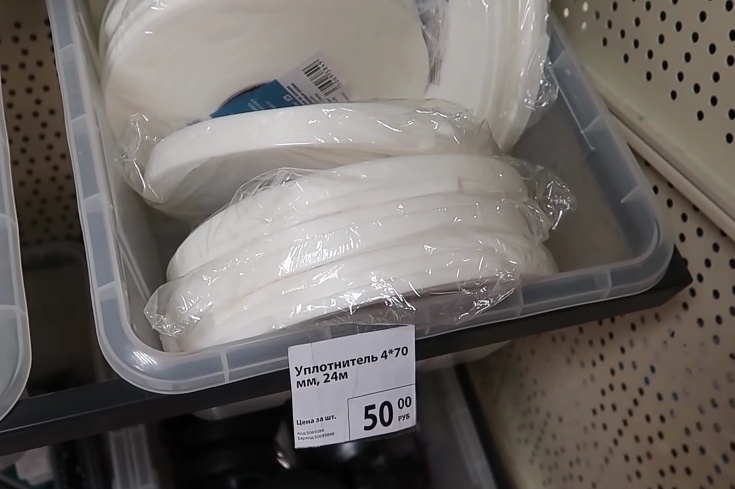 Уплотнитель 4*70
мм, 24м
Цена за шт.
50 00
РУБ